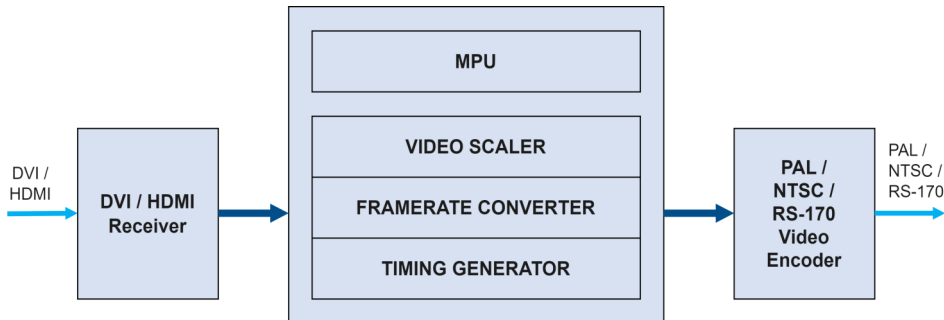 DVI /
HDMI
DVI / HDMI
Receiver
MPU
VIDEO SCALER
FRAMERATE CONVERTER
TIMING GENERATOR
PAL /
NTSC /
RS-170
Video
Encoder
PAL /
NTSC /
RS-170